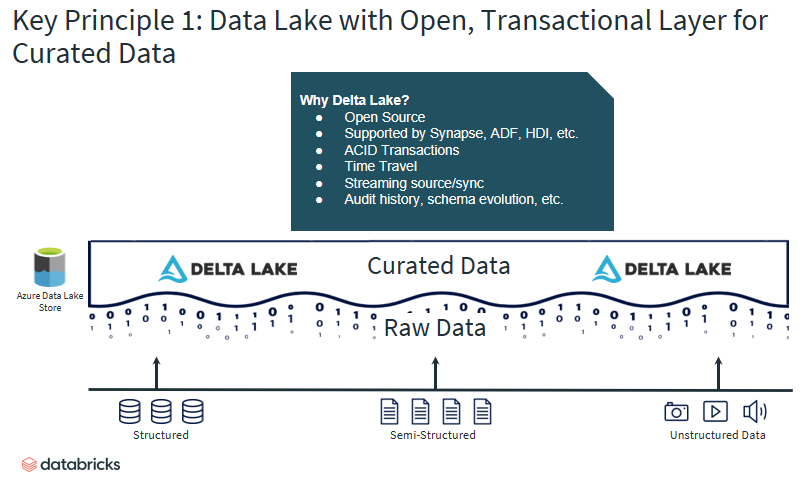 Key Principle 1: Data Lake with Open, Transactional Layer for
Curated Data
Why Delta Lake?
● Open Source
● Supported by Synapse, ADF, HDI, etc.
● ACID Transactions
● Time Travel
● Streaming source/sync
● Audit history, schema evolution, etc.
Azure Data Lake
Store
DELTA LAKE
Curated Data
DELTA LAKE
Raw Data
Structured
Semi-Structured
Unstructured Data
databricks